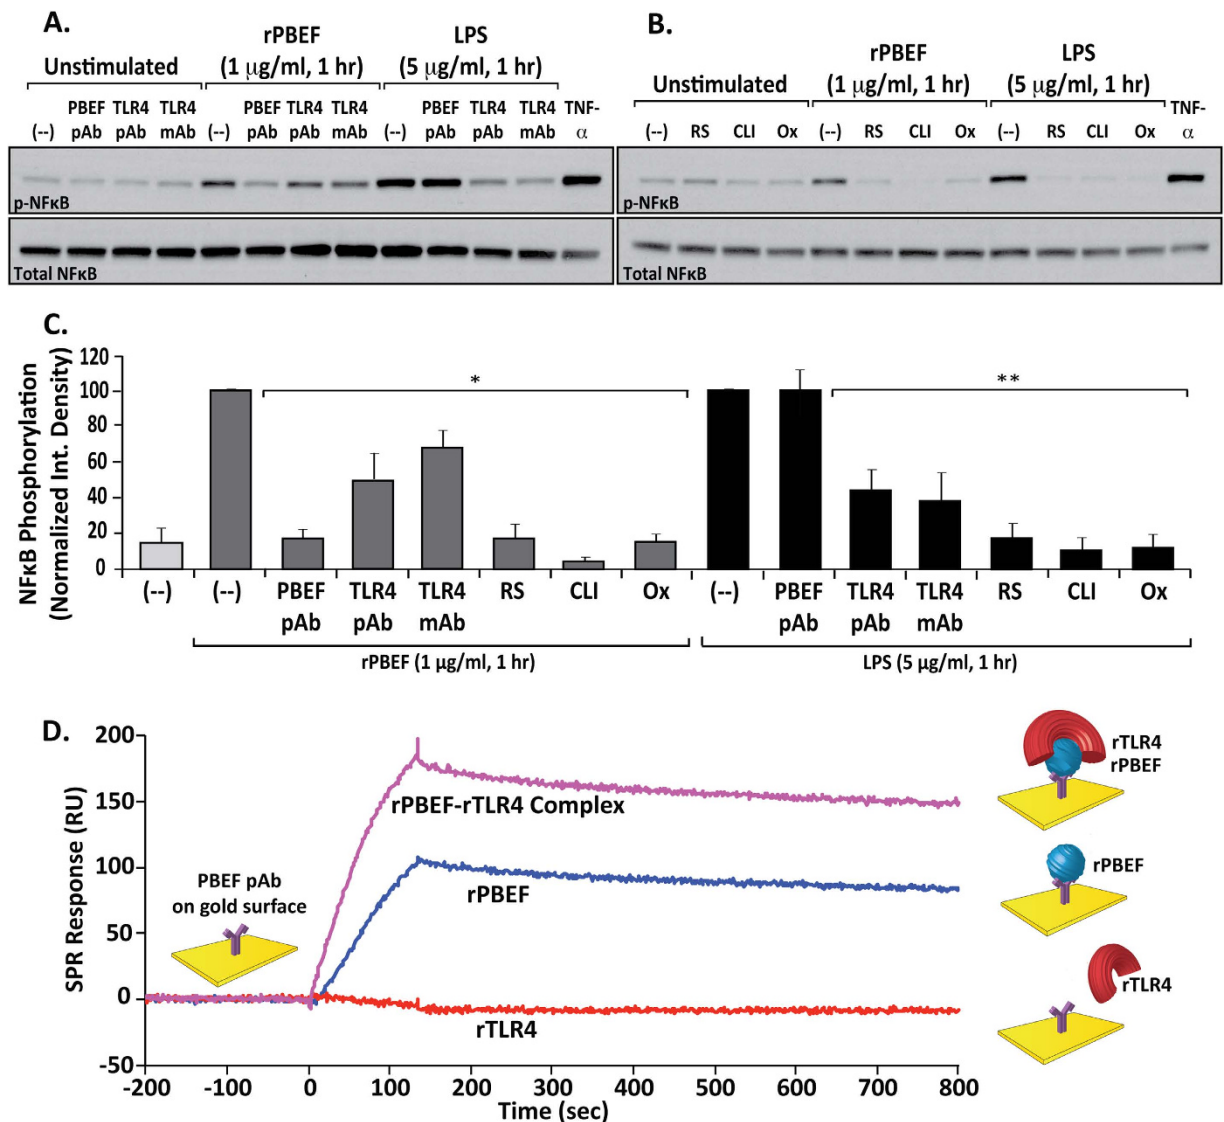 A.
rPBEF
LPS
Unstimulated
(1 μg/ml, 1 hr)
(5 μg/ml, 1 hr)
PBEF TLR4 TLR4
PBEF TLR4 TLR4
PBEF TLR4 TLR4 TNF-
(--) pAb pAb mAb
(--) pAb pAb mAb
(--) pAb pAb mAb α
p-NFκB
Total NFκB
B.
rPBEF
LPS
Unstimulated
(1 μg/ml, 1 hr)
(5 μg/ml, 1 hr)
TNF-
(--) RS CLI Ox
(--) RS CLI Ox
(--) RS CLI Ox α
p-NFκB
Total NFκB
C.
NFκB Phosphorylation
(Normalized Int. Density)
120
100
80
60
40
20
0
*
**
(--) (--) PBEF TLR4 TLR4 RS CLI Ox (--) PBEF TLR4 TLR4 RS CLI Ox
pAb pAb mAb pAb pAb mAb
rPBEF (1 μg/ml, 1 hr)
LPS (5 μg/ml, 1 hr)
D.
SPR Response (RU)
200
150
100
50
0
-50
PBEF pAb
on gold surface
rPBEF-rTLR4 Complex
rPBEF
rTLR4
-200 -100 0 100 200 300 400 500 600 700 800
Time (sec)
rTLR4
rPBEF
rPBEF
rTLR4